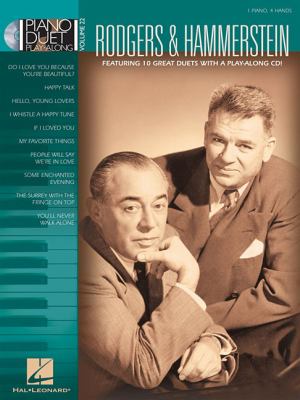 1 PIANO, 4 HANDS
PIANO
DUET
PLAY-ALONG
VOLUME 22
RODGERS & HAMMERSTEIN
FEATURING 10 GREAT DUETS WITH A PLAY-ALONG CD!
DO I LOVE YOU BECAUSE
YOU'RE BEAUTIFUL?
HAPPY TALK
HELLO, YOUNG LOVERS
I WHISTLE A HAPPY TUNE
IF I LOVED YOU
MY FAVORITE THINGS
PEOPLE WILL SAY
WE'RE IN LOVE
SOME ENCHANTED
EVENING
THE SURREY WITH THE
FRINGE ON TOP
YOU'LL NEVER
WALK ALONE
HAL•LEONARD®